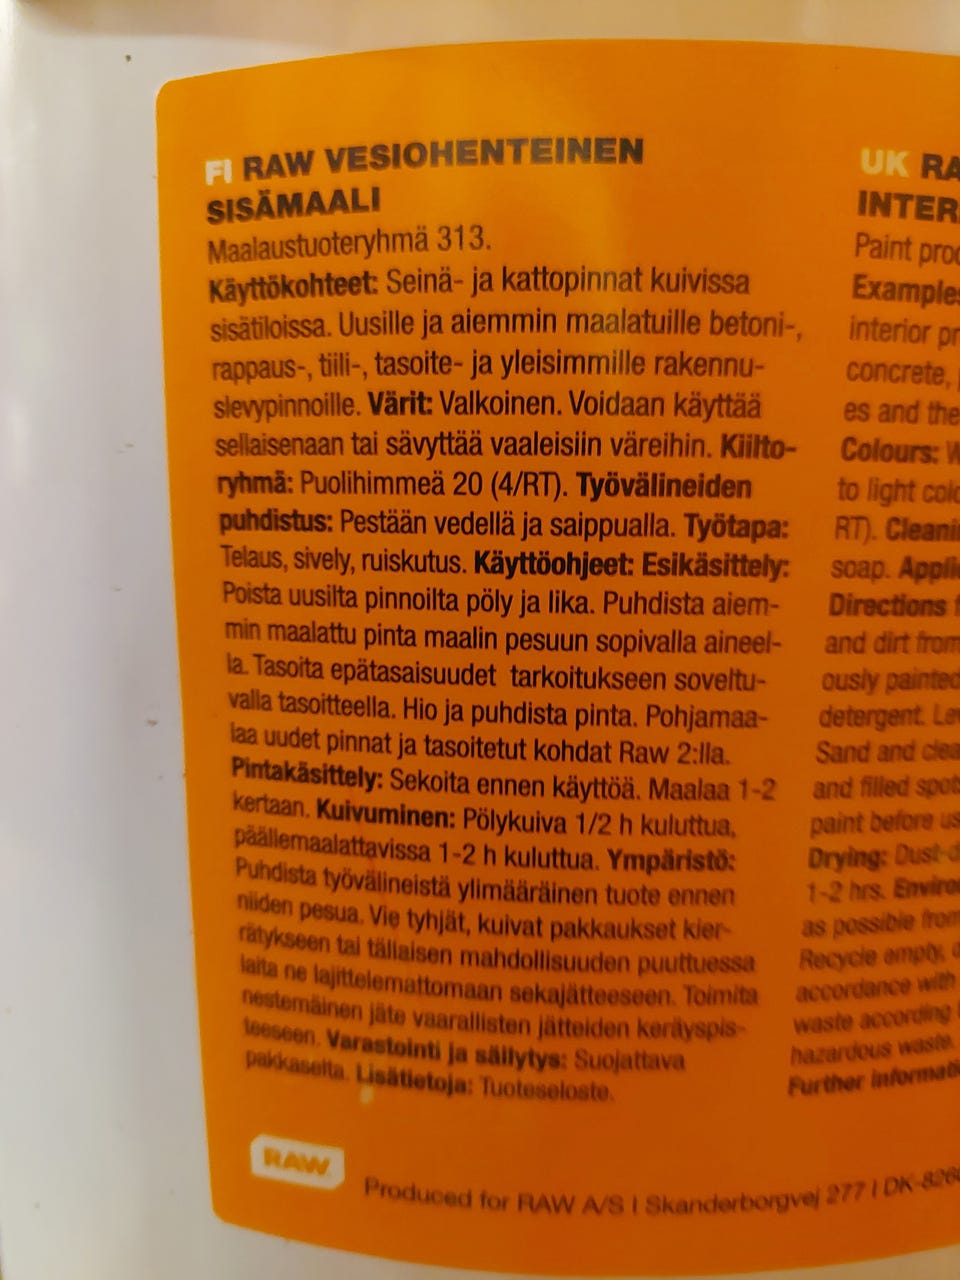 FI RAW VESIOHENTEINEN
SISÄMAALI
Maalaustuoteryhmä 313.
Käyttökohteet: Seinä- ja kattopinnat kuivissa
sisätiloissa. Uusille ja aiemmin maalatuille betoni-,
rappaus-, tiili-, tasoite- ja yleisimmille rakennu-
slevypinnoille. Värit: Valkoinen. Voidaan käyttää
sellaisenaan tai sävyttää vaaleisiin väreihin. Kiilto-
ryhmä: Puolihimmeä 20 (4/RT). Työvälineiden
puhdistus: Pestään vedellä ja saippualla. Työtapa:
Telaus, sively, ruiskutus. Käyttöohjeet: Esikäsittely:
Poista uusilta pinnoilta pöly ja lika. Puhdista aiem-
min maalattu pinta maalin pesuun sopivalla aineel-
la. Tasoita epätasaisuudet tarkoitukseen soveltu-
valla tasoitteella. Hio ja puhdista pinta. Pohjamaa-
laa uudet pinnat ja tasoitetut kohdat Raw 2:lla.
Pintakäsittely: Sekoita ennen käyttöä. Maalaa 1-2
kertaan. Kuivuminen: Pölykuiva 1/2 h kuluttua,
päällemaalattavissa 1-2 h kuluttua. Ympäristö:
Puhdista työvälineistä ylimääräinen tuote ennen
niiden pesua. Vie tyhjät, kuivat pakkaukset kier-
rätykseen tai tällaisen mahdollisuuden puuttuessa
laita ne lajittelemattomaan sekajätteeseen. Toimita
nestemäinen jäte vaarallisten jätteiden keräyspis-
teeseen. Varastointi ja säilytys: Suojattava
pakkaselta. Lisätietoja: Tuoteseloste.
UK RA
INTER
Paint prod
Examples
interior pr
concrete,
es and the
Colours: W
to light colo
RT). Cleani
soap. Appli
Directions f
and dirt from
ously painted
detergent. Le
Sand and clea
and filled spot
paint before us
Drying: Dust-d
1-2 hrs. Enviro
as possible from
Recycle empty, d
accordance with
waste according
hazardous waste.
Further informati
RAW
Produced for RAW A/S | Skanderborgvej 277 | DK-8260